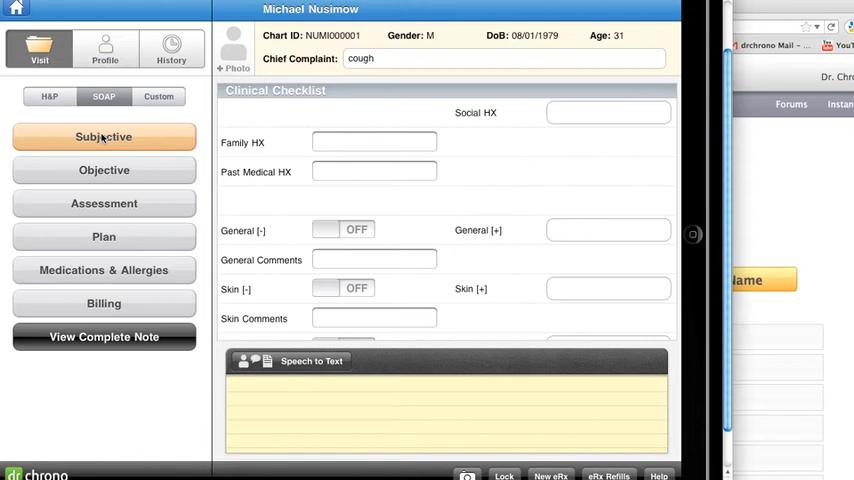 Michael Nusimow
Chart ID: NUMI000001 Gender: M DoB: 08/01/1979 Age: 31
Chief Complaint: cough
+ Photo
Visit Profile History
H&P SOAP Custom
Subjective
Objective
Assessment
Plan
Medications & Allergies
Billing
View Complete Note
Clinical Checklist
Social HX
Family HX
Past Medical HX
General [-] OFF General [+]
General Comments
Skin [-] OFF Skin [+]
Skin Comments
Speech to Text
drchrono
Lock New eRx eRx Refills Help
drchrono Mail - ...
YouT
Dr. Chr
Forums Instan
Name